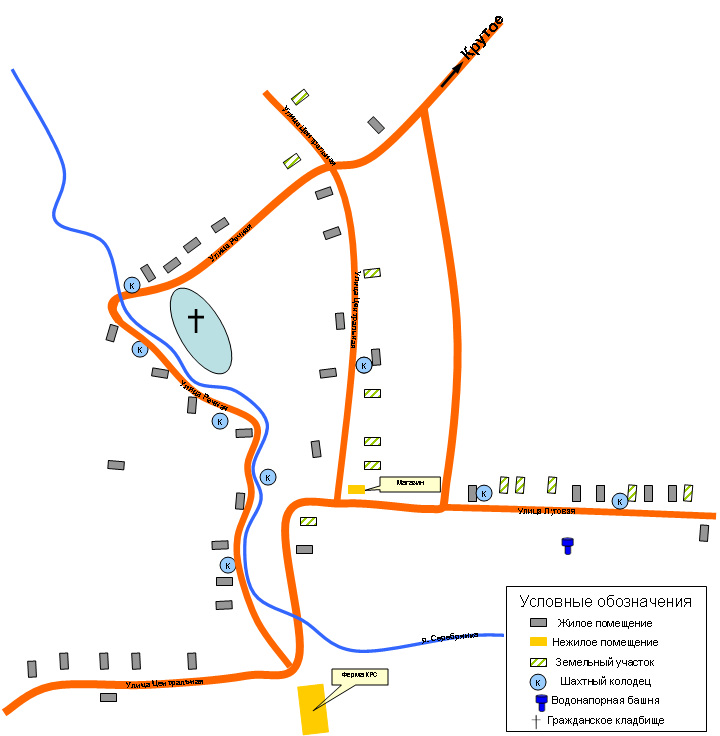 Крутое
Улица Центральная
Улица Речная
Улица Центральная
К
К
К
Улица Речная
К
К
Магазин
К
К
Улица Луговая
К
р. Серебрянка
Ферма КРС
Улица Центральная
Условные обозначения
Жилое помещение
Нежилое помещение
Земельный участок
К Шахтный колодец
Водонапорная башня
Гражданское кладбище